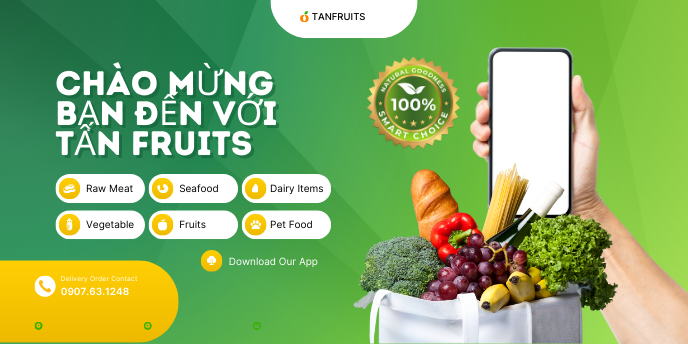 TANFRUITS
CHÀO MỪNG
BẠN ĐẾN VỚI
TẤN FRUITS
NATURAL GOODNESS
100%
SMART CHOICE
Raw Meat
Seafood
Dairy Items
Vegetable
Fruits
Pet Food
Download Our App
Delivery Order Contact
0907.63.1248